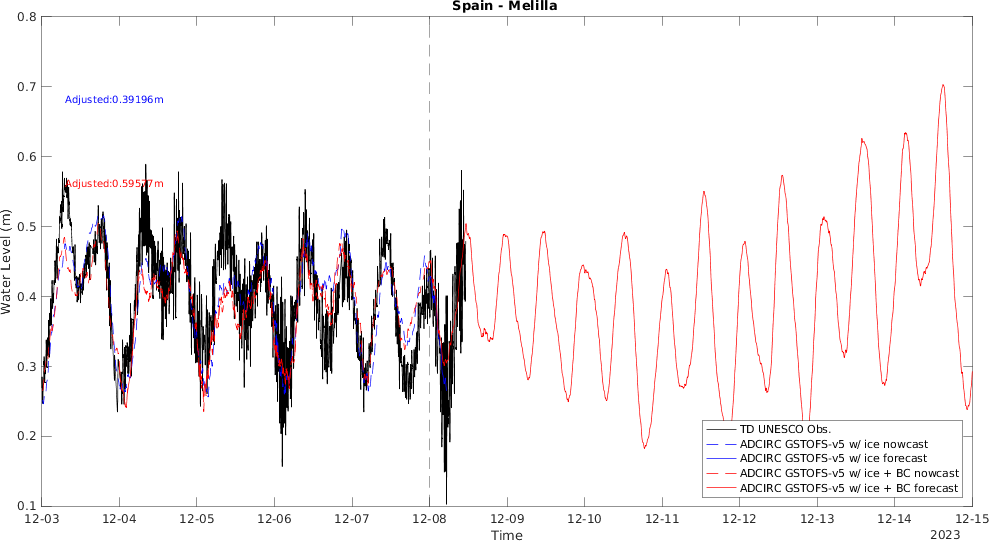 Spain - Melilla
0.8
0.7
0.6
0.5
0.4
0.3
0.2
0.1
Water Level (m)
Adjusted:0.39196m
Adjusted:0.59577m
TD UNESCO Obs.
ADCIRC GSTOFS-v5 w/ ice nowcast
ADCIRC GSTOFS-v5 w/ ice forecast
ADCIRC GSTOFS-v5 w/ ice + BC nowcast
ADCIRC GSTOFS-v5 w/ ice + BC forecast
12-03 12-04 12-05 12-06 12-07 12-08 12-09 12-10 12-11 12-12 12-13 12-14 12-15
Time
2023